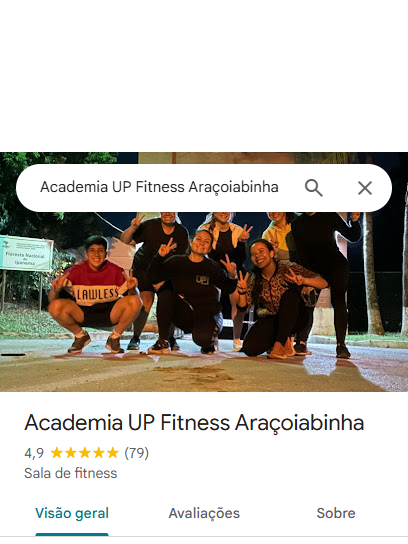 Academia UP Fitness Araçoiabinha
Floresta Nacional
de
Ipanema
LAWLESS
UP!
Academia UP Fitness Araçoiabinha
4,9 (79)
Sala de fitness
Visão geral Avaliações Sobre